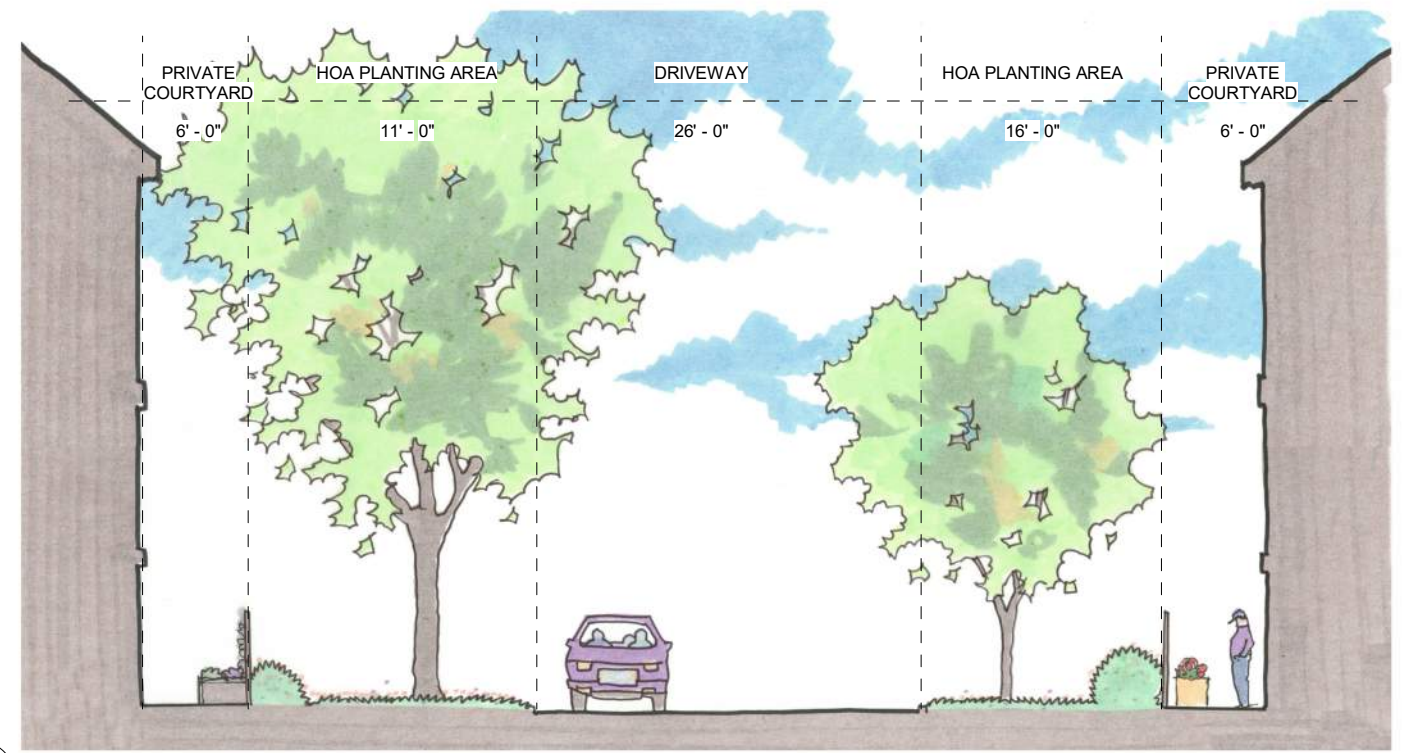 PRIVATE
COURTYARD
6' - 0"
HOA PLANTING AREA
11' - 0"
DRIVEWAY
26' - 0"
HOA PLANTING AREA
16' - 0"
PRIVATE
COURTYARD
6' - 0"